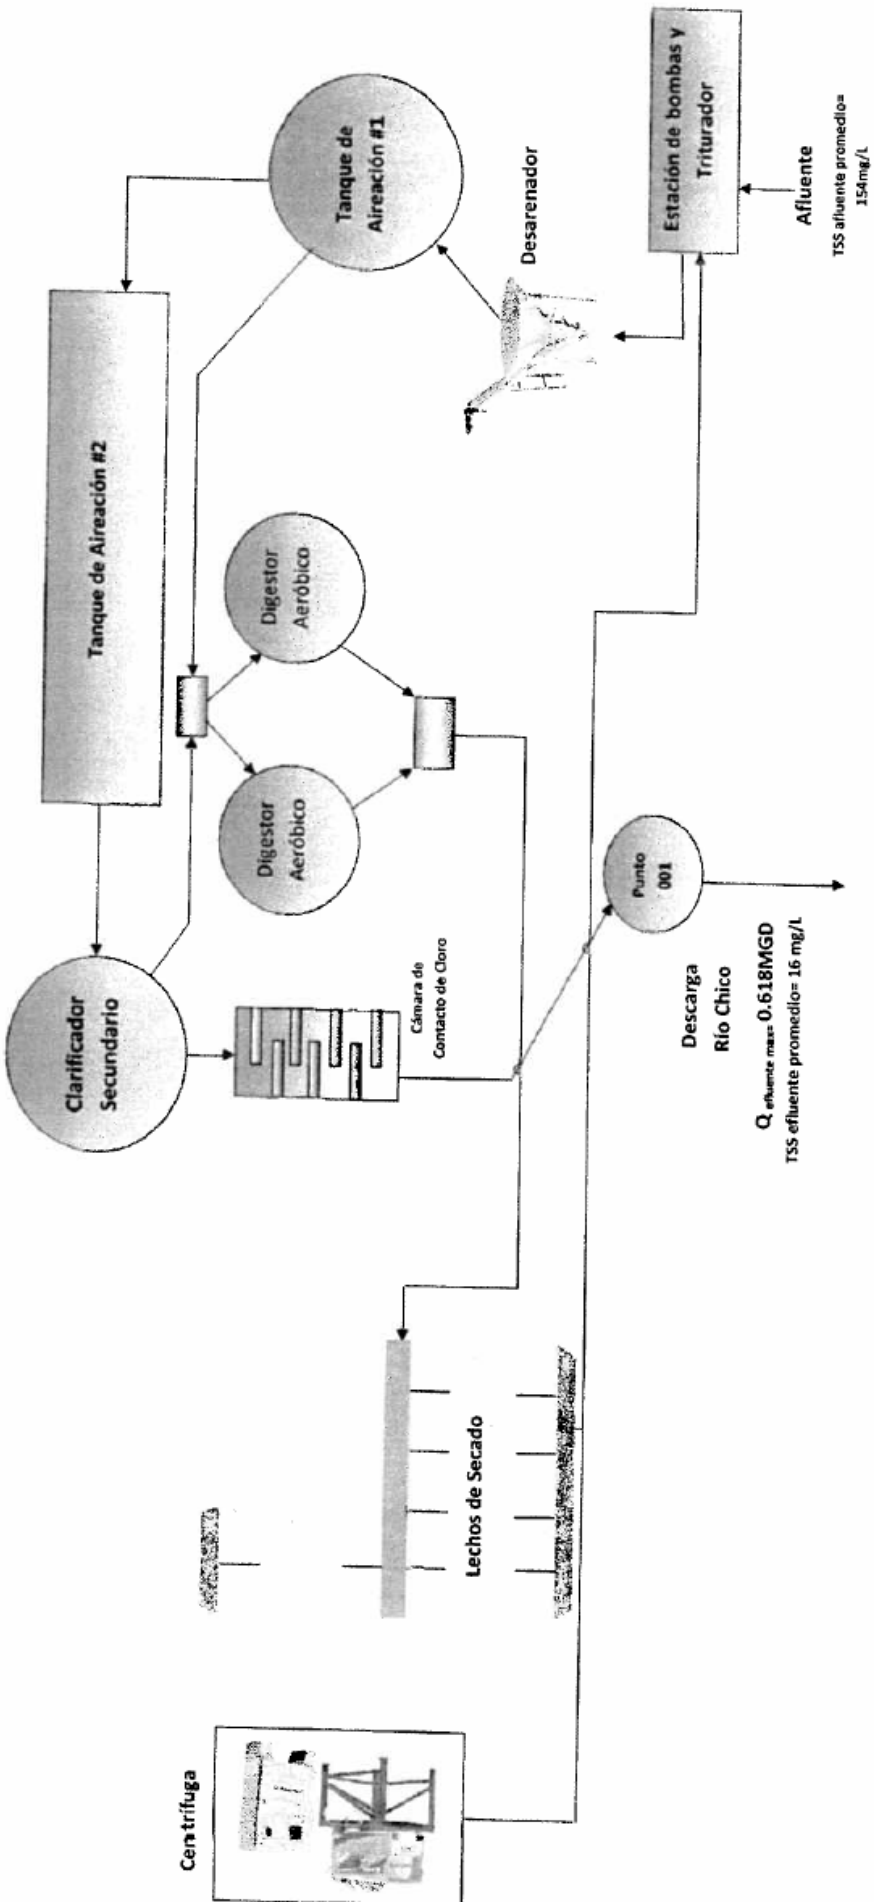 Estación de bombas y
Triturador
Afluente
TSS afluente promedio=
154mg/L
Desarenador
Tanque de
Aireación #1
Tanque de Aireación #2
Digestor
Aeróbico
Digestor
Aeróbico
Clarificador
Secundario
Cámara de
Contacto de Cloro
Punto
001
Descarga
Río Chico
Q efluente max= 0.618MGD
TSS efluente promedio= 16 mg/L
Lechos de Secado
Centrífuga